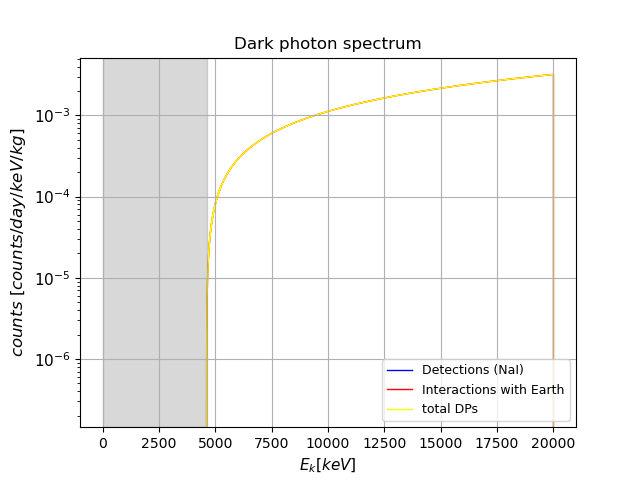 Dark photon spectrum
counts [counts/day/keV/kg]
10⁻³
10⁻⁴
10⁻⁵
10⁻⁶
Detections (NaI)
Interactions with Earth
total DPs
0 2500 5000 7500 10000 12500 15000 17500 20000
Eₖ[keV]